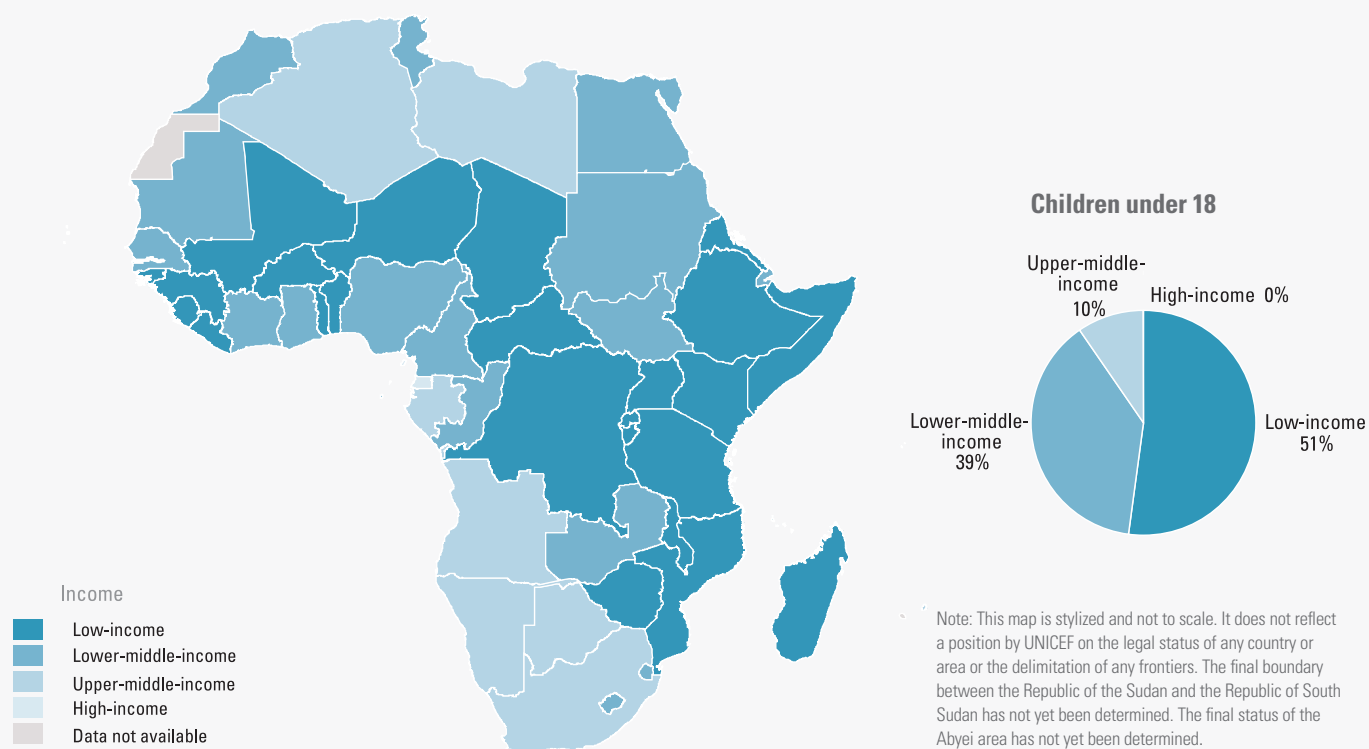 Children under 18
Upper-middle-
income
10%
High-income 0%
Lower-middle-
income
39%
Low-income
51%
Income
Low-income
Lower-middle-income
Upper-middle-income
High-income
Data not available
Note: This map is stylized and not to scale. It does not reflect
a position by UNICEF on the legal status of any country or
area or the delimitation of any frontiers. The final boundary
between the Republic of the Sudan and the Republic of South
Sudan has not yet been determined. The final status of the
Abyei area has not yet been determined.